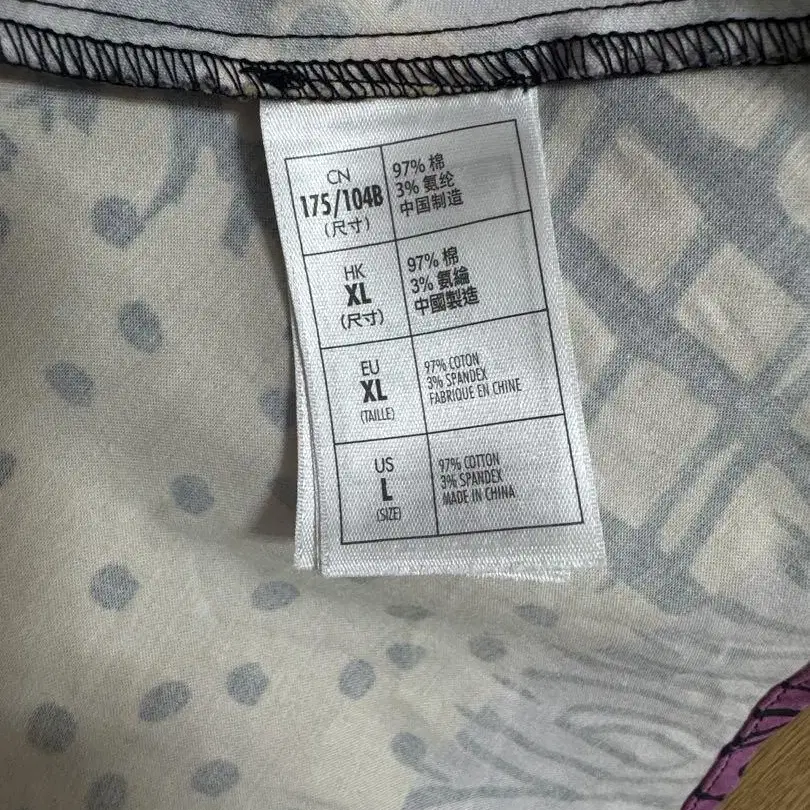 CN
175/104B
(尺寸)
97% 棉
3% 氨纶
中国制造
HK
XL
(尺寸)
97% 棉
3% 氨綸
中國製造
EU
XL
(TAILLE)
97% COTON
3% SPANDEX
FABRIQUE EN CHINE
US
L
(SIZE)
97% COTTON
3% SPANDEX
MADE IN CHINA